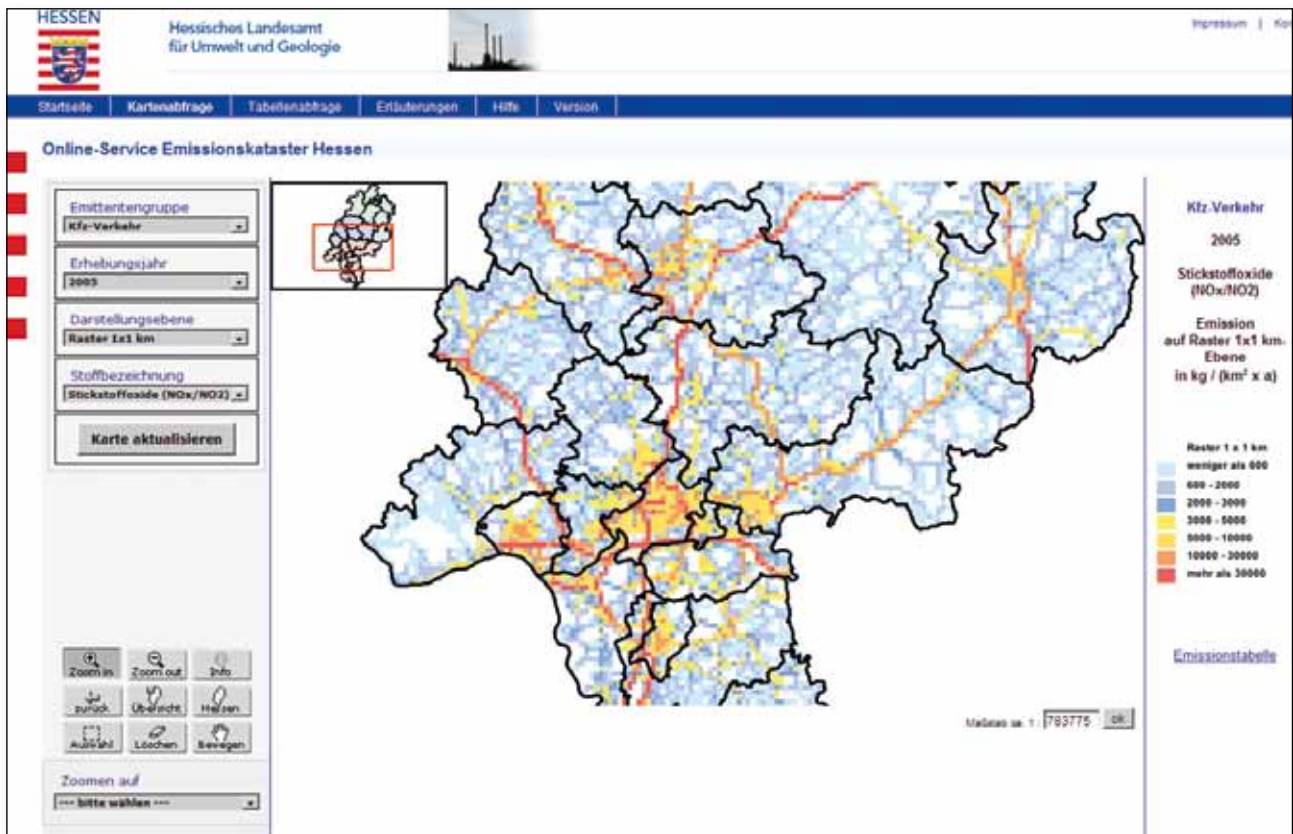 HESSEN
Hessisches Landesamt
für Umwelt und Geologie
Impressum |
Startseite | Kartenabfrage | Tabellenabfrage | Erläuterungen | Hilfe | Version
Online-Service Emissionskataster Hessen
Emittentengruppe
Kfz-Verkehr
Erhebungsjahr
2005
Darstellungsebene
Raster 1x1 km
Stoffbezeichnung
Stickstoffoxide (NOx/NO2)
Karte aktualisieren
Zoom in
Zoom out
Info
zurück
Übersicht
Hessen
Auswahl
Löschen
Bewegen
Zoomen auf
--- bitte wählen ---
Kfz-Verkehr
2005
Stickstoffoxide
(NOx/NO2)
Emission
auf Raster 1x1 km-
Ebene
in kg / (km² x a)
Raster 1 x 1 km
weniger als 600
600 - 2000
2000 - 3000
3000 - 5000
5000 - 10000
10000 - 30000
mehr als 30000
Emissionstabelle
Maßstab ca. 1 : 783775 ok